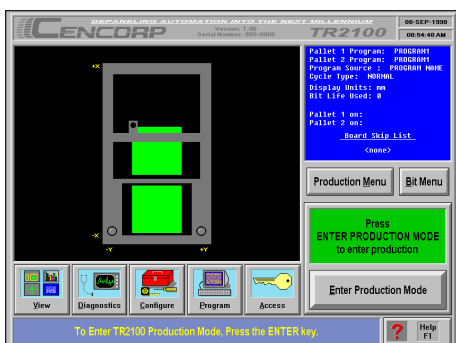 CENCORP
DEPANELING AUTOMATION INTO THE NEXT MILLENNIUM
Version: 1.00
Serial Number: 905-0000
TR2100
08-SEP-1998
00:54:48 AM
Pallet 1 Program: PROGRAM1
Pallet 2 Program: PROGRAM1
Program Source : PROGRAM NAME
Cycle Type: NORMAL
Display Units: mm
Bit Life Used: 0
Pallet 1 on:
Pallet 2 on:
Board Skip List
<none>
+X
-X
-Y
+Y
Production Menu
Bit Menu
Press
ENTER PRODUCTION MODE
to enter production
Enter Production Mode
View
Diagnostics
Configure
Program
Access
To Enter TR2100 Production Mode, Press the ENTER key.
?
Help
F1